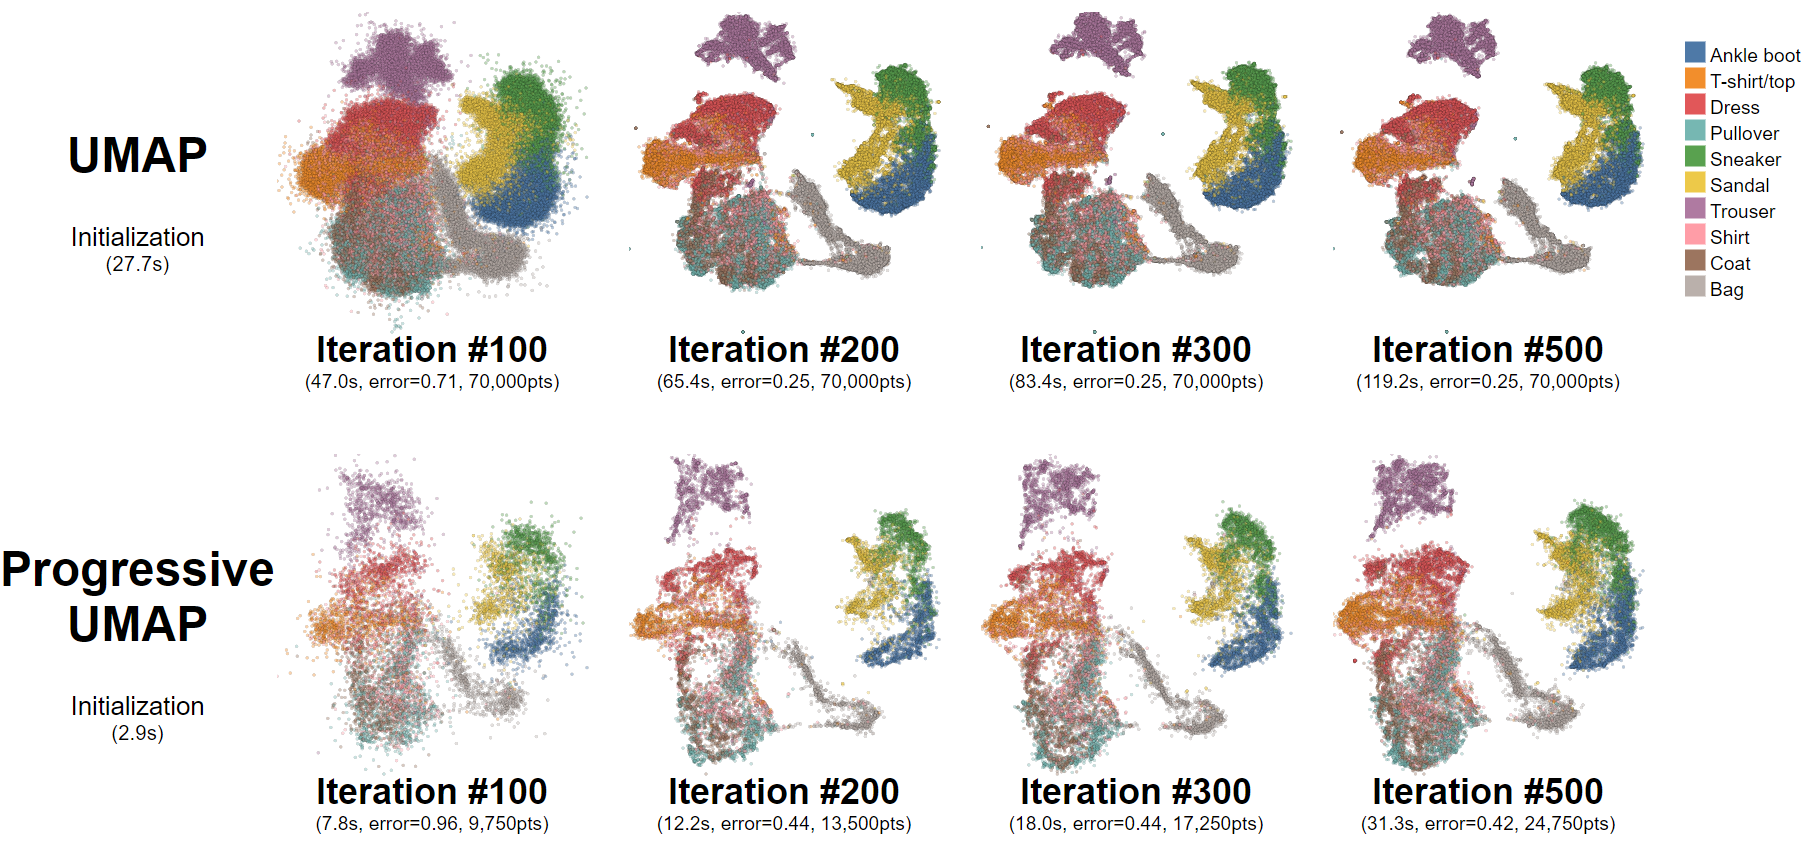 UMAP
Initialization
(27.7s)
Iteration #100
(47.0s, error=0.71, 70,000pts)
Iteration #200
(65.4s, error=0.25, 70,000pts)
Iteration #300
(83.4s, error=0.25, 70,000pts)
Iteration #500
(119.2s, error=0.25, 70,000pts)
Ankle boot
T-shirt/top
Dress
Pullover
Sneaker
Sandal
Trouser
Shirt
Coat
Bag
Progressive
UMAP
Initialization
(2.9s)
Iteration #100
(7.8s, error=0.96, 9,750pts)
Iteration #200
(12.2s, error=0.44, 13,500pts)
Iteration #300
(18.0s, error=0.44, 17,250pts)
Iteration #500
(31.3s, error=0.42, 24,750pts)